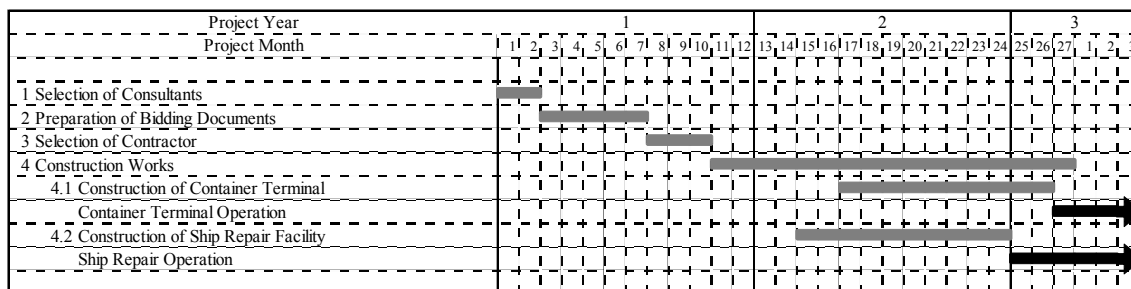 Project Year 1 2 3
Project Month 1 2 3 4 5 6 7 8 9 10 11 12 13 14 15 16 17 18 19 20 21 22 23 24 25 26 27 1 2 3
1 Selection of Consultants
2 Preparation of Bidding Documents
3 Selection of Contractor
4 Construction Works
4.1 Construction of Container Terminal
Container Terminal Operation
4.2 Construction of Ship Repair Facility
Ship Repair Operation